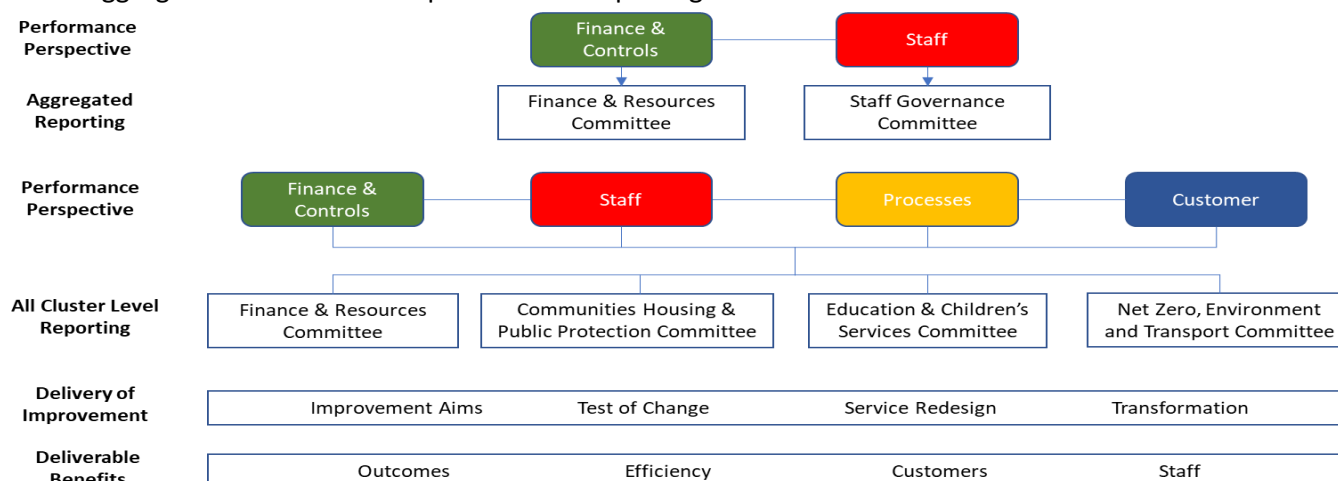 Performance
Perspective
Finance &
Controls
Staff
Aggregated
Reporting
Finance & Resources
Committee
Staff Governance
Committee
Performance
Perspective
Finance &
Controls
Staff
Processes
Customer
All Cluster Level
Reporting
Finance & Resources
Committee
Communities Housing &
Public Protection Committee
Education & Children’s
Services Committee
Net Zero, Environment
and Transport Committee
Delivery of
Improvement
Improvement Aims
Test of Change
Service Redesign
Transformation
Deliverable
Benefits
Outcomes
Efficiency
Customers
Staff